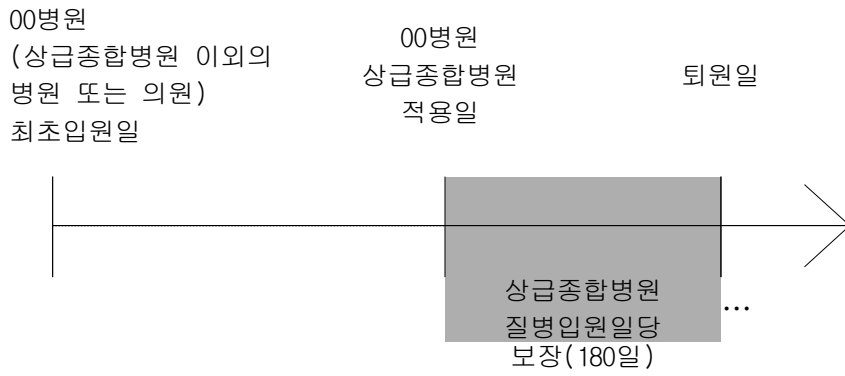 00병원
(상급종합병원 이외의
병원 또는 의원)
최초입원일
00병원
상급종합병원
적용일
퇴원일
상급종합병원
질병입원일당
보장(180일)
…